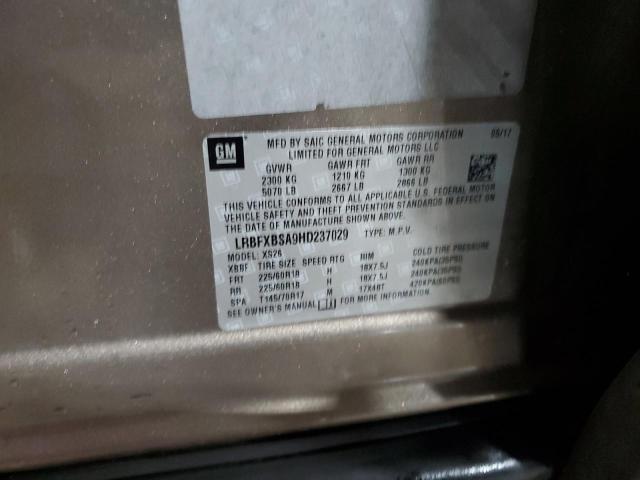 GM
MFD BY SAIC GENERAL MOTORS CORPORATION 05/17
LIMITED FOR GENERAL MOTORS LLC
GVWR GAWR FRT GAWR RR
2300 KG 1210 KG 1300 KG
5070 LB 2667 LB 2866 LB
THIS VEHICLE CONFORMS TO ALL APPLICABLE U.S. FEDERAL MOTOR
VEHICLE SAFETY AND THEFT PREVENTION STANDARDS IN EFFECT ON
THE DATE OF MANUFACTURE SHOWN ABOVE.
LRBFXBSA9HD237029 TYPE: M.P.V.
MODEL: XS26
XBBF TIRE SIZE SPEED RTG RIM COLD TIRE PRESSURE
FRT 225/60R18 H 18X7.5J 240KPA(35PSI)
RR 225/60R18 H 18X7.5J 240KPA(35PSI)
SPA T145/70R17 M 17X4BT 420KPA(60PSI)
SEE OWNER'S MANUAL FOR MORE INFORMATION.